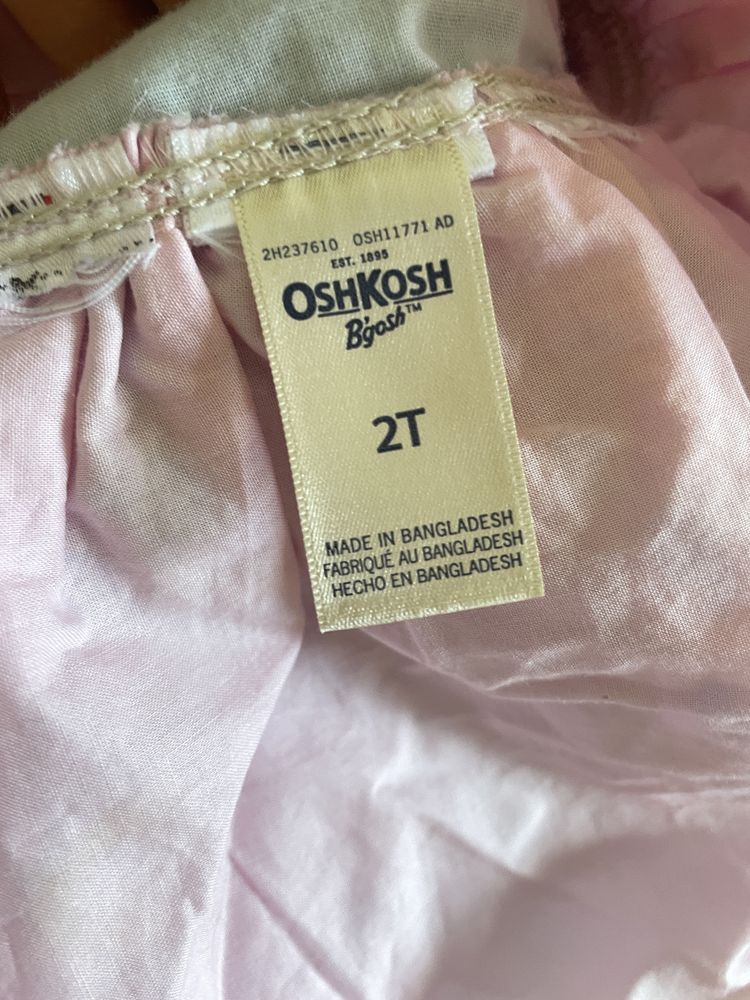 2H237610 OSH11771 AD
EST. 1895
OSHKOSH
B'gosh™
2T
MADE IN BANGLADESH
FABRIQUÉ AU BANGLADESH
HECHO EN BANGLADESH